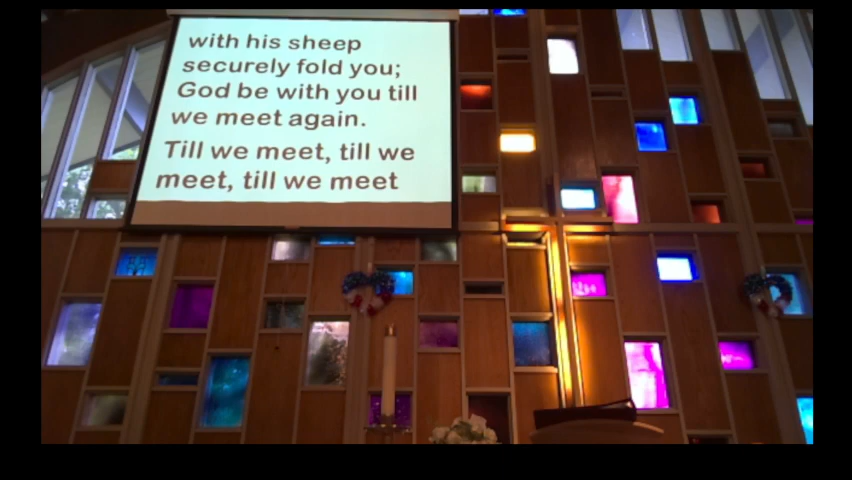 with his sheep
securely fold you;
God be with you till
we meet again.
Till we meet, till we
meet, till we meet